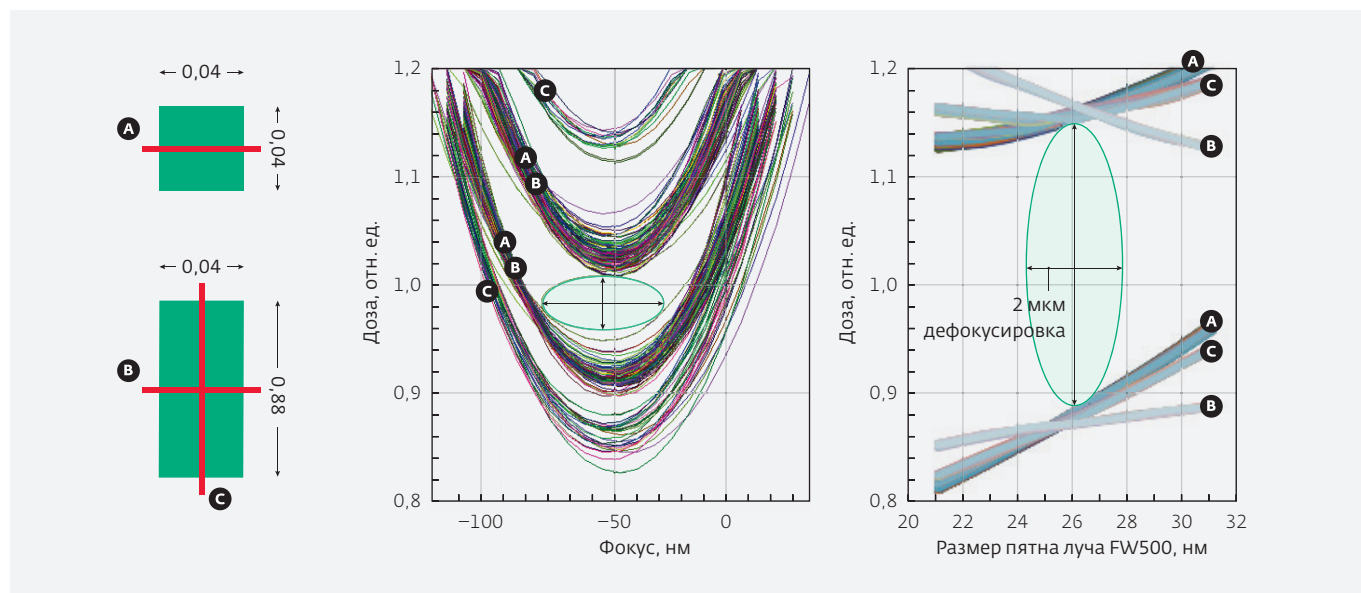 0,04
A
0,04
0,04
B
0,88
C
Доза, отн. ед.
1,2
1,1
1,0
0,9
0,8
C
A
B
A
B
C
−100
−50
0
Фокус, нм
Доза, отн. ед.
1,2
1,1
1,0
0,9
0,8
A
C
B
2 мкм
дефокусировка
A
C
B
20
22
24
26
28
30
32
Размер пятна луча FW500, нм